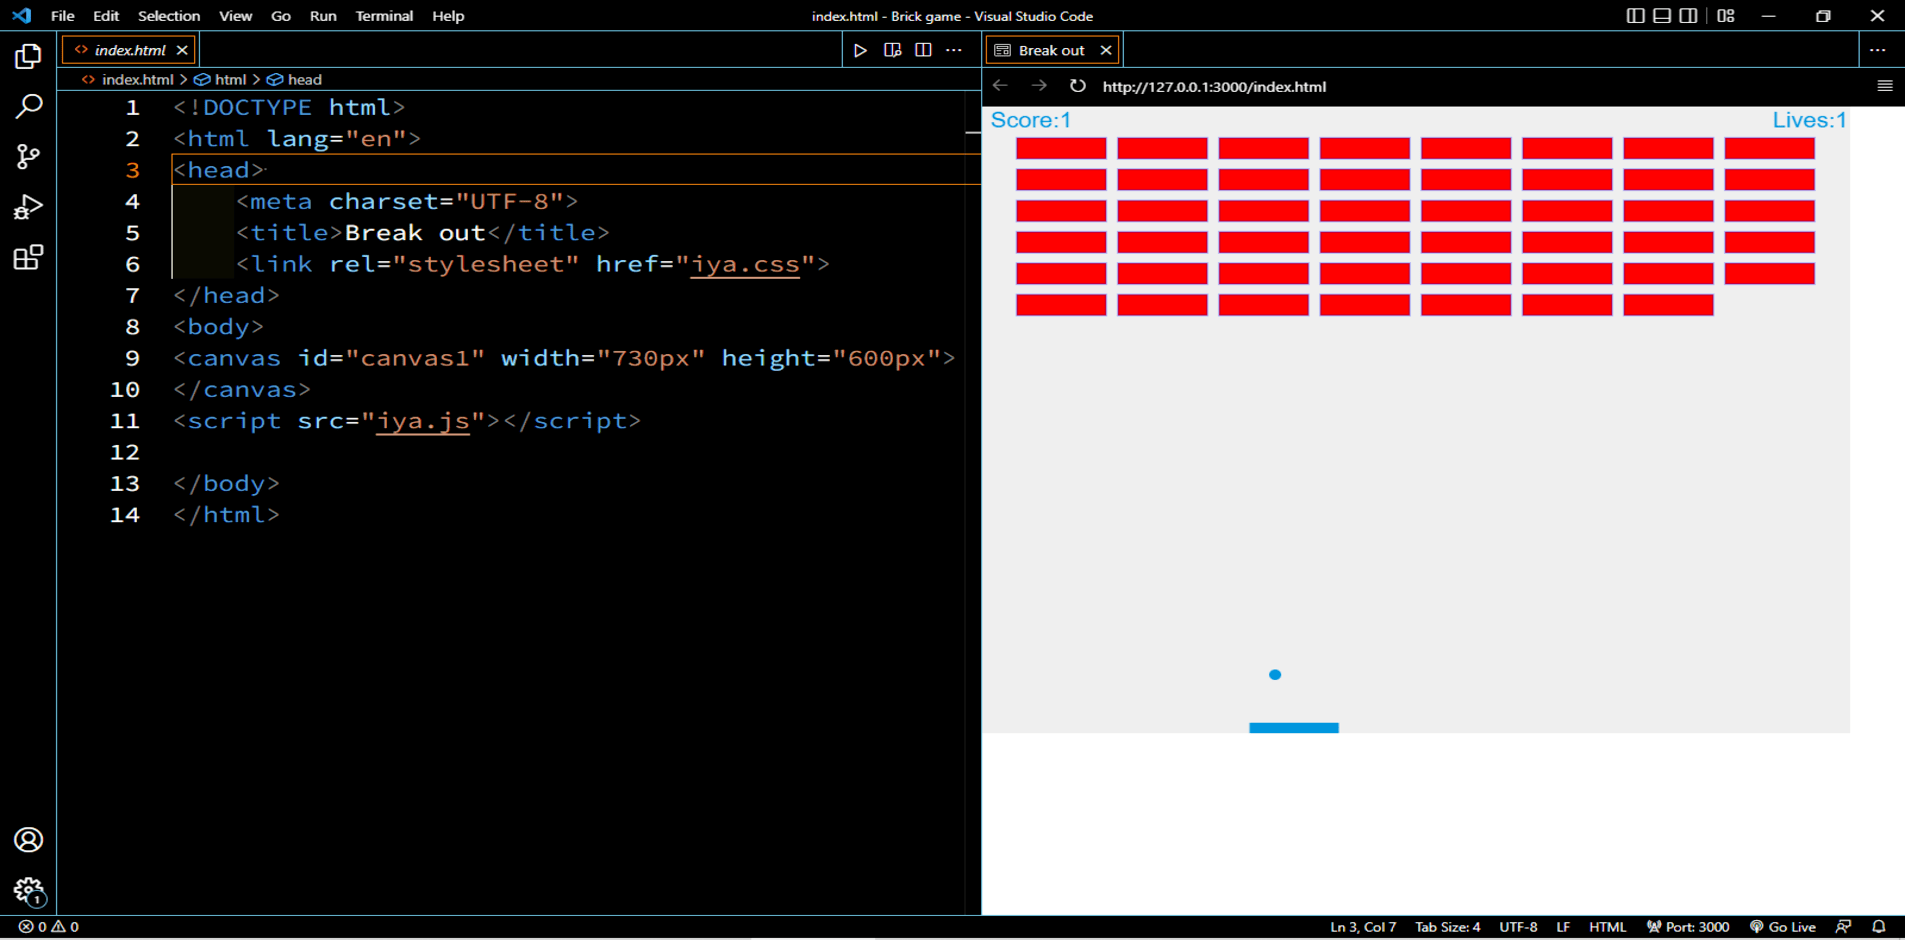 File Edit Selection View Go Run Terminal Help
index.html - Brick game - Visual Studio Code
index.html
Break out
index.html > html > head
http://127.0.0.1:3000/index.html
1 <!DOCTYPE html>
2 <html lang="en">
3 <head>
4 <meta charset="UTF-8">
5 <title>Break out</title>
6 <link rel="stylesheet" href="iya.css">
7 </head>
8 <body>
9 <canvas id="canvas1" width="730px" height="600px">
10 </canvas>
11 <script src="iya.js"></script>
12
13 </body>
14 </html>
Score:1
Lives:1
1
0 0
Ln 3, Col 7 Tab Size: 4 UTF-8 LF HTML Port: 3000 Go Live